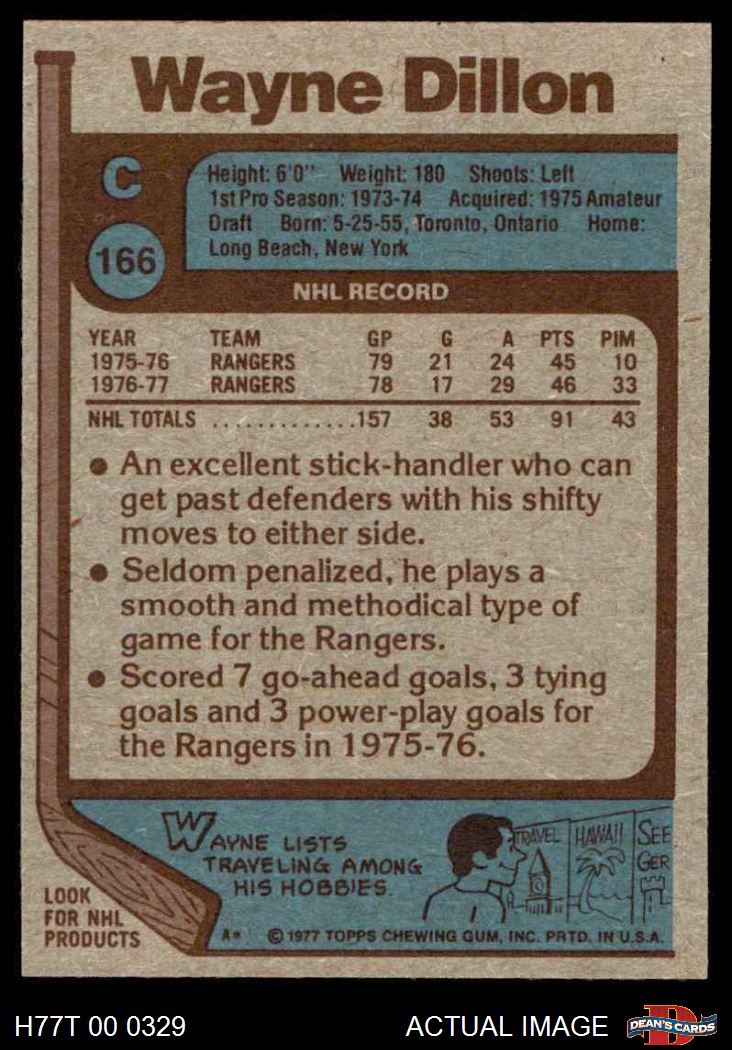 Wayne Dillon
C
166
Height: 6'0" Weight: 180 Shoots: Left
1st Pro Season: 1973-74 Acquired: 1975 Amateur
Draft Born: 5-25-55, Toronto, Ontario Home:
Long Beach, New York
NHL RECORD
YEAR TEAM GP G A PTS PIM
1975-76 RANGERS 79 21 24 45 10
1976-77 RANGERS 78 17 29 46 33
NHL TOTALS .............157 38 53 91 43
• An excellent stick-handler who can
get past defenders with his shifty
moves to either side.
• Seldom penalized, he plays a
smooth and methodical type of
game for the Rangers.
• Scored 7 go-ahead goals, 3 tying
goals and 3 power-play goals for
the Rangers in 1975-76.
WAYNE LISTS
TRAVELING AMONG
HIS HOBBIES.
TRAVEL HAWAII SEE
GER
LOOK
FOR NHL
PRODUCTS
A* © 1977 TOPPS CHEWING GUM, INC. PRTD. IN U.S.A.
H77T 00 0329 ACTUAL IMAGE D DEAN'S CARDS